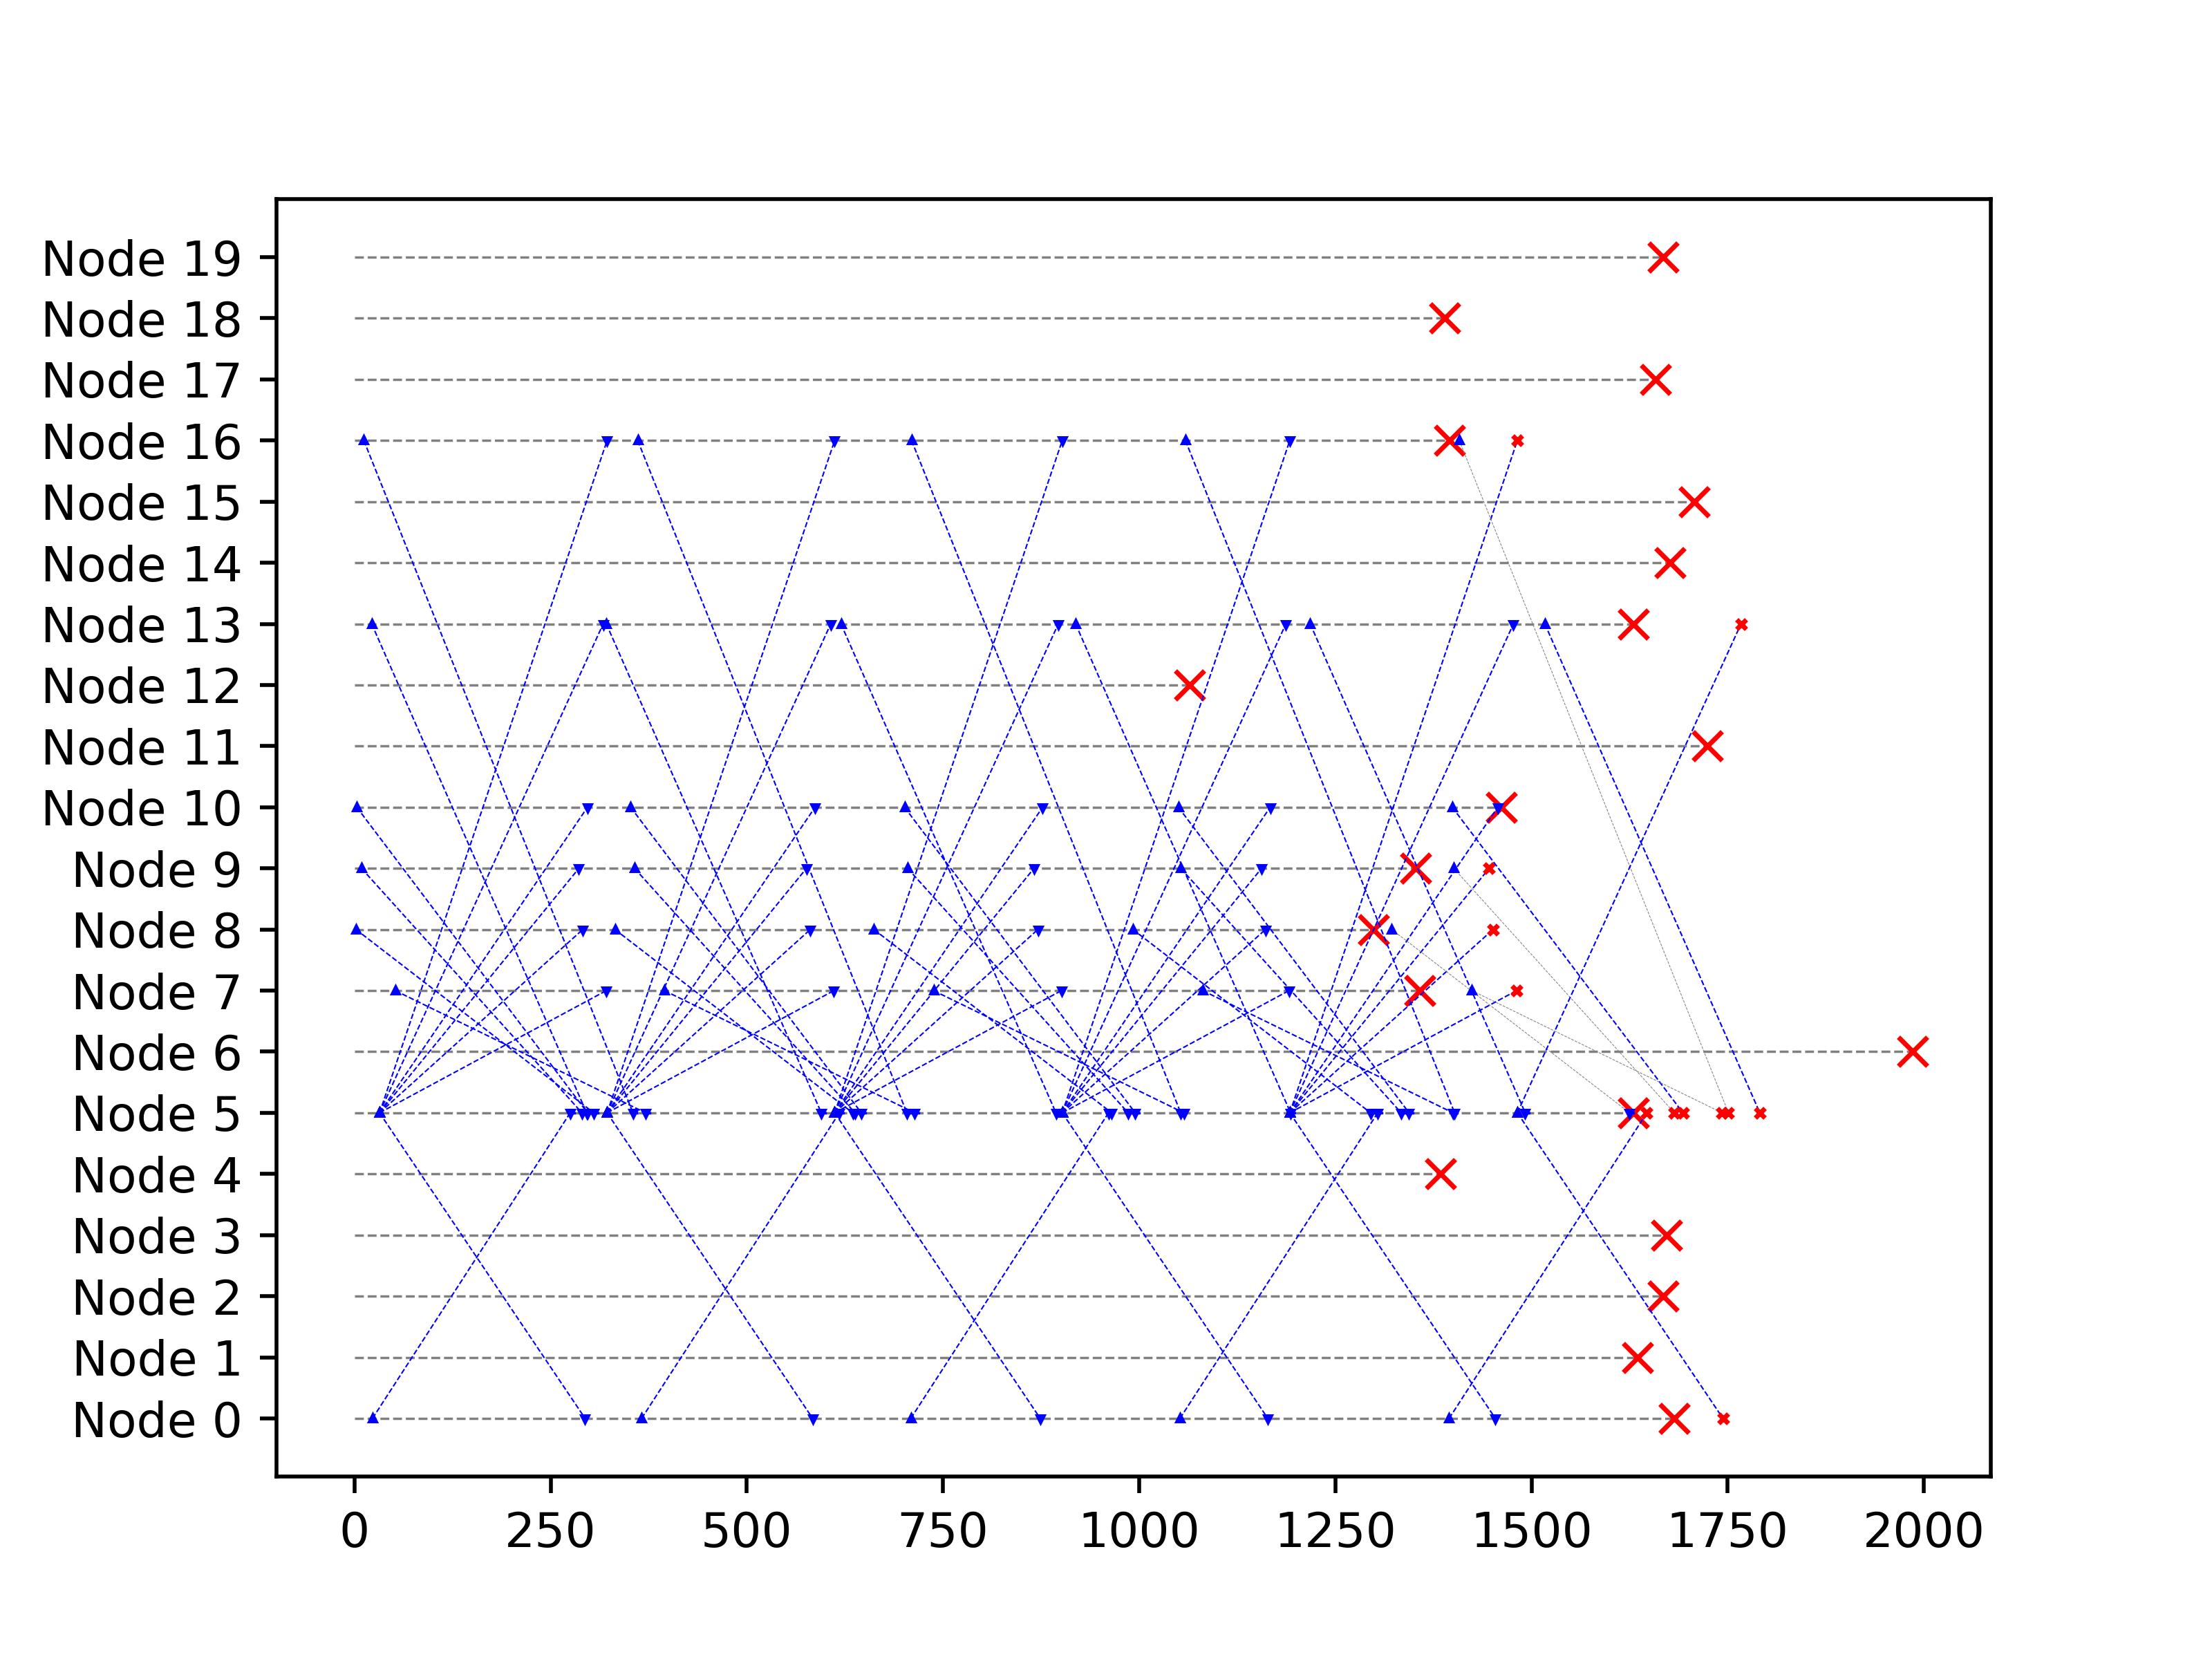 Node 19
Node 18
Node 17
Node 16
Node 15
Node 14
Node 13
Node 12
Node 11
Node 10
Node 9
Node 8
Node 7
Node 6
Node 5
Node 4
Node 3
Node 2
Node 1
Node 0
0 250 500 750 1000 1250 1500 1750 2000